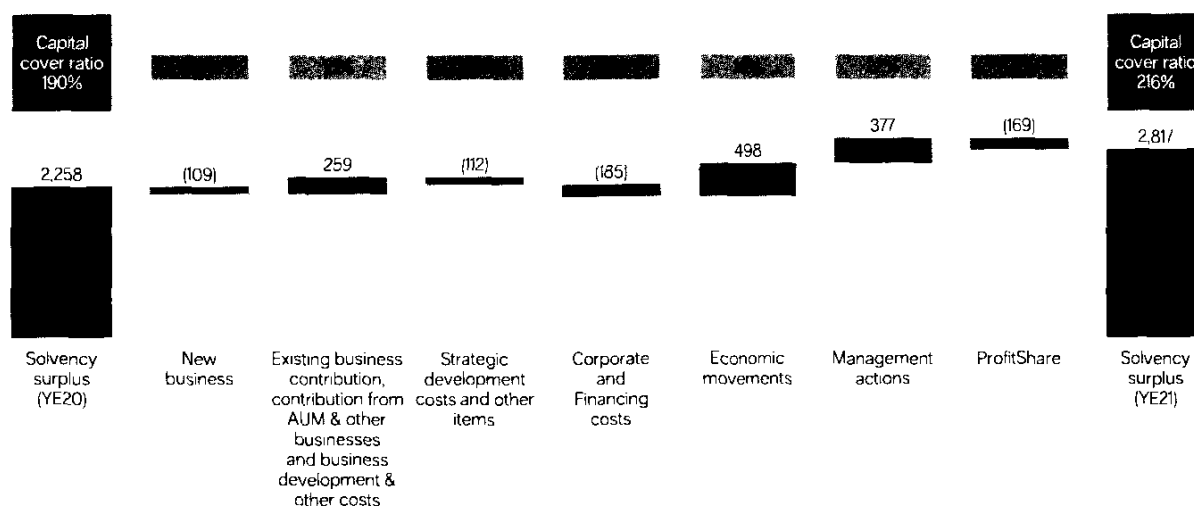 Capital
cover ratio
190%
Capital
cover ratio
216%
2,258
(109)
259
(112)
(185)
498
377
(169)
2,817
Solvency
surplus
(YE20)
New
business
Existing business
contribution,
contribution from
AUM & other
businesses
and business
development &
other costs
Strategic
development
costs and other
items
Corporate
and
Financing
costs
Economic
movements
Management
actions
ProfitShare
Solvency
surplus
(YE21)